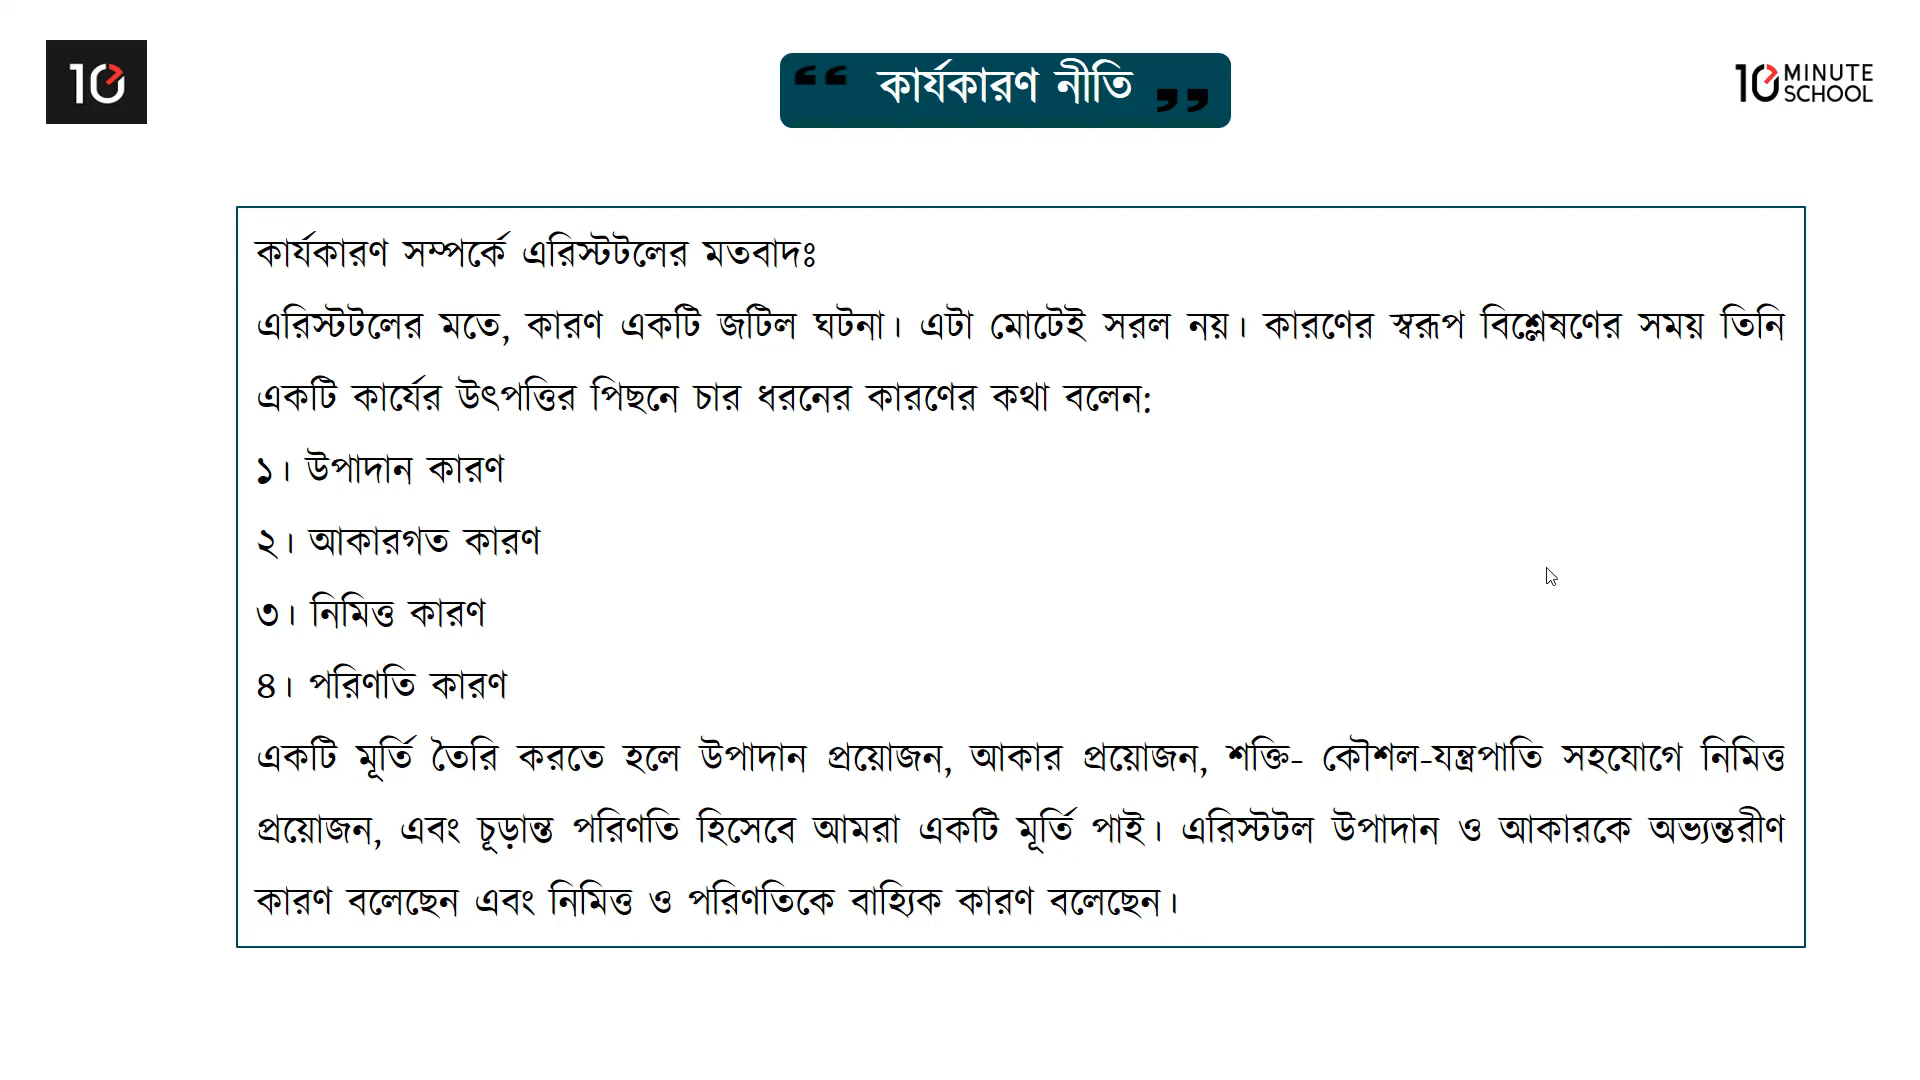 10
“ কার্যকারণ নীতি ”
10 MINUTE SCHOOL
কার্যকারণ সম্পর্কে এরিস্টটলের মতবাদঃ
এরিস্টটলের মতে, কারণ একটি জটিল ঘটনা। এটা মোটেই সরল নয়। কারণের স্বরূপ বিশ্লেষণের সময় তিনি
একটি কার্যের উৎপত্তির পিছনে চার ধরনের কারণের কথা বলেন:
১। উপাদান কারণ
২। আকারগত কারণ
৩। নিমিত্ত কারণ
৪। পরিণতি কারণ
একটি মূর্তি তৈরি করতে হলে উপাদান প্রয়োজন, আকার প্রয়োজন, শক্তি- কৌশল-যন্ত্রপাতি সহযোগে নিমিত্ত
প্রয়োজন, এবং চূড়ান্ত পরিণতি হিসেবে আমরা একটি মূর্তি পাই। এরিস্টটল উপাদান ও আকারকে অভ্যন্তরীণ
কারণ বলেছেন এবং নিমিত্ত ও পরিণতিকে বাহ্যিক কারণ বলেছেন।